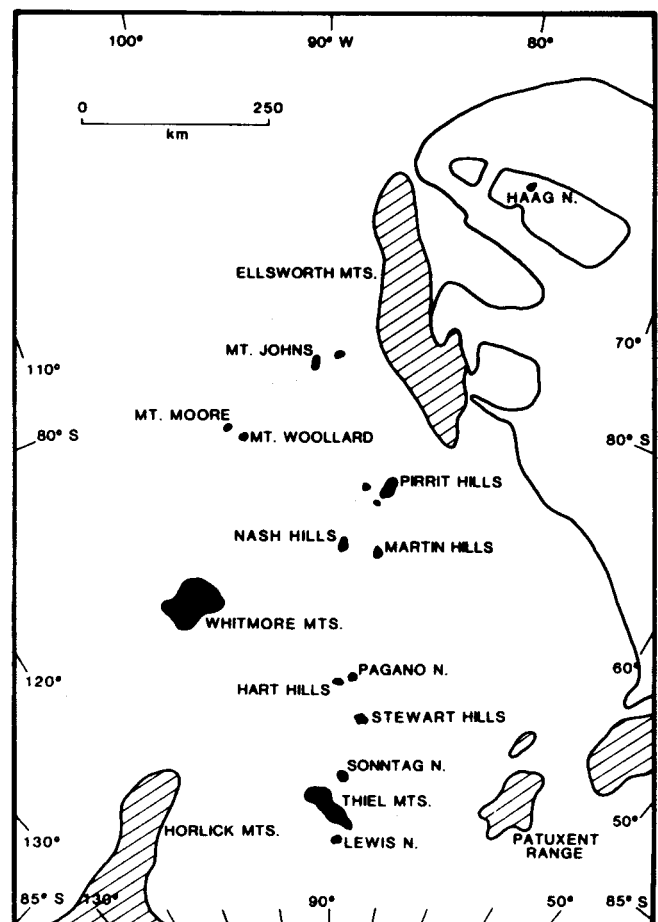 100° 90° W 80°
0 250
km
HAAG N.
ELLSWORTH MTS.
MT. JOHNS
70°
110°
MT. MOORE
80° S
MT. WOOLLARD
80° S
PIRRIT HILLS
NASH HILLS
MARTIN HILLS
WHITMORE MTS.
PAGANO N.
60°
120°
HART HILLS
STEWART HILLS
SONNTAG N.
THIEL MTS.
50°
HORLICK MTS.
130°
LEWIS N.
PATUXENT
RANGE
85° S 130° 90° 50° 85° S